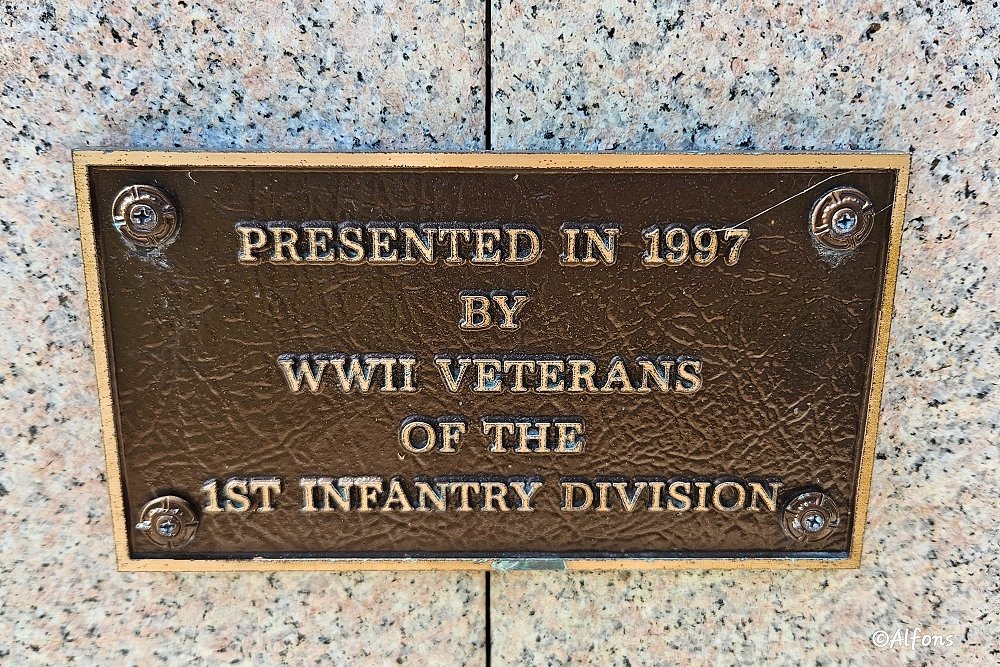 PRESENTED IN 1997
BY
WWII VETERANS
OF THE
1ST INFANTRY DIVISION
©Alfons